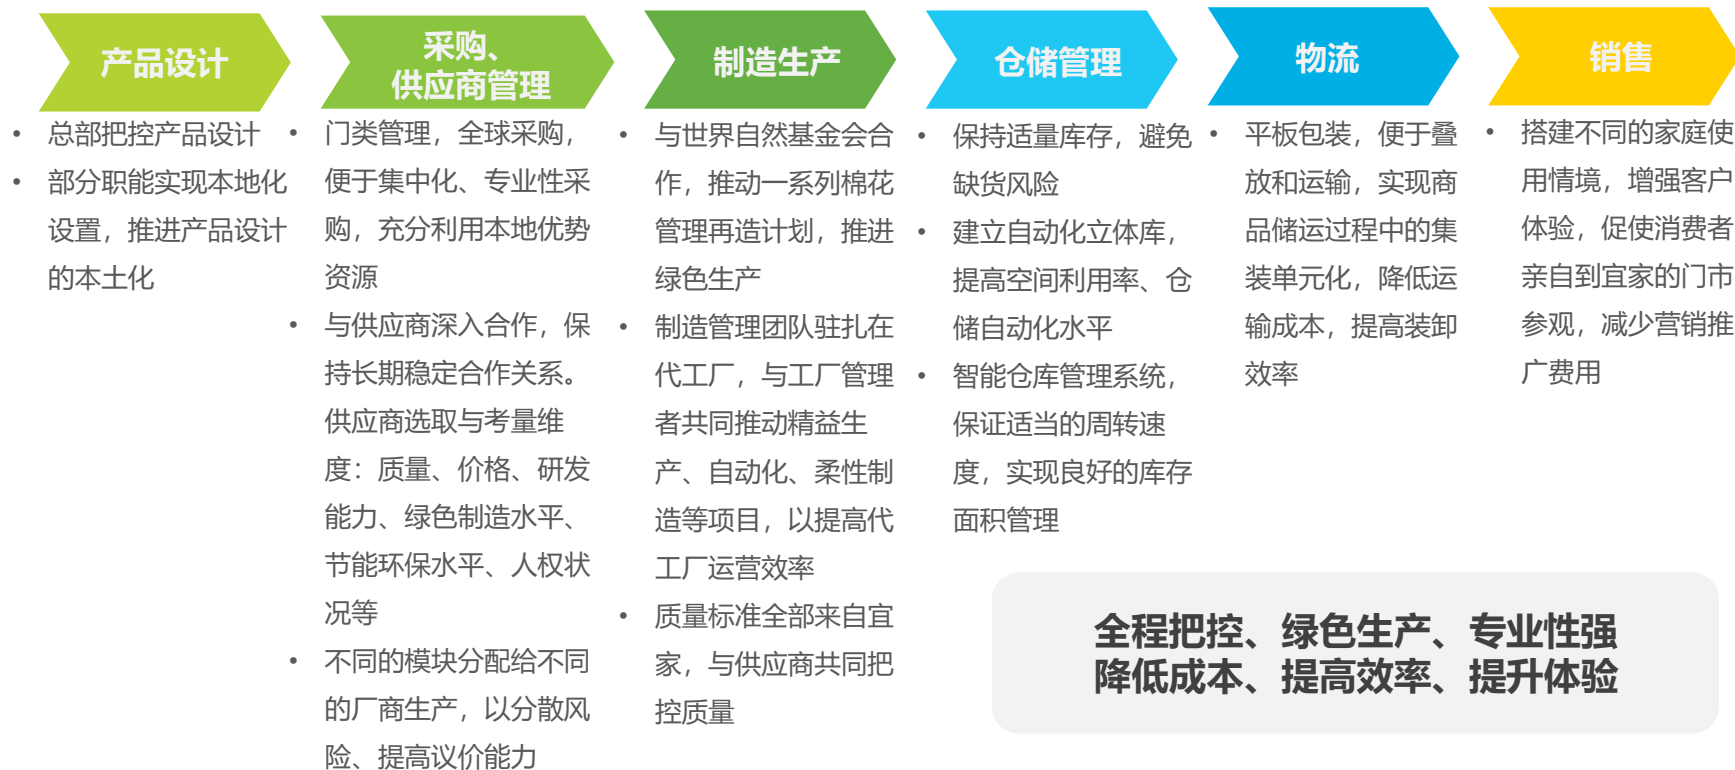 产品设计
• 总部把控产品设计
• 部分职能实现本地化
设置，推进产品设计
的本土化
采购、
供应商管理
• 门类管理，全球采购，
便于集中化、专业性采
购，充分利用本地优势
资源
• 与供应商深入合作，保
持长期稳定合作关系。
供应商选取与考量维
度：质量、价格、研发
能力、绿色制造水平、
节能环保水平、人权状
况等
• 不同的模块分配给不同
的厂商生产，以分散风
险、提高议价能力
制造生产
• 与世界自然基金会合
作，推动一系列棉花
管理再造计划，推进
绿色生产
• 制造管理团队驻扎在
代工厂，与工厂管理
者共同推动精益生
产、自动化、柔性制
造等项目，以提高代
工厂运营效率
• 质量标准全部来自宜
家，与供应商共同把
控质量
仓储管理
• 保持适量库存，避免
缺货风险
• 建立自动化立体库，
提高空间利用率、仓
储自动化水平
• 智能仓库管理系统，
保证适当的周转速
度，实现良好的库存
面积管理
物流
• 平板包装，便于叠
放和运输，实现商
品储运过程中的集
装单元化，降低运
输成本，提高装卸
效率
销售
• 搭建不同的家庭使
用情境，增强客户
体验，促使消费者
亲自到宜家的门市
参观，减少营销推
广费用
全程把控、绿色生产、专业性强
降低成本、提高效率、提升体验